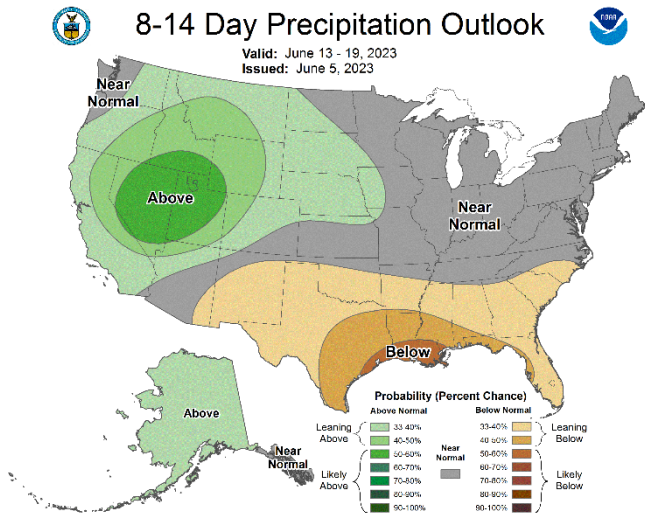 8-14 Day Precipitation Outlook
Valid: June 13 - 19, 2023
Issued: June 5, 2023
NOAA
Near
Normal
Above
Near
Normal
Below
Above
Near
Normal
Probability (Percent Chance)
Above Normal
Below Normal
Leaning
Above
33-40%
40-50%
Likely
Above
50-60%
60-70%
70-80%
80-90%
90-100%
Near
Normal
33-40%
40-50%
Leaning
Below
50-60%
60-70%
70-80%
80-90%
90-100%
Likely
Below